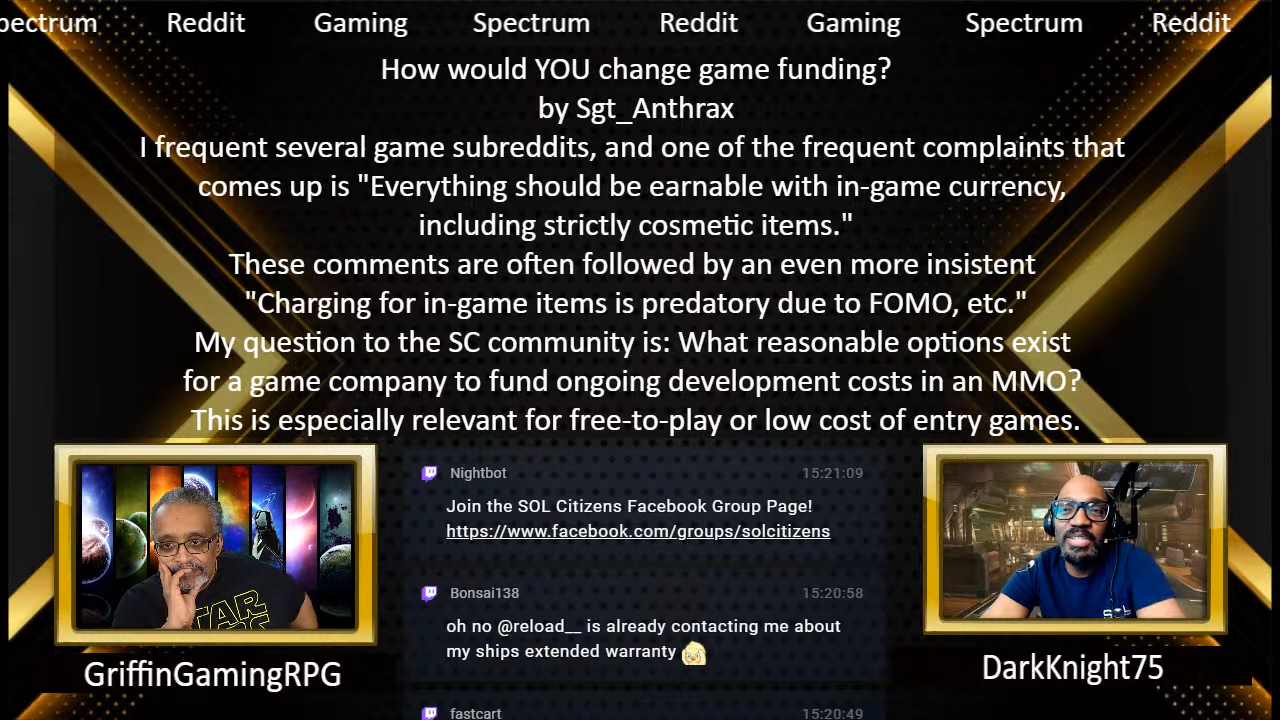 pectrum Reddit Gaming Spectrum Reddit Gaming Spectrum Reddit
How would YOU change game funding?
by Sgt_Anthrax
I frequent several game subreddits, and one of the frequent complaints that
comes up is "Everything should be earnable with in-game currency,
including strictly cosmetic items."
These comments are often followed by an even more insistent
"Charging for in-game items is predatory due to FOMO, etc."
My question to the SC community is: What reasonable options exist
for a game company to fund ongoing development costs in an MMO?
This is especially relevant for free-to-play or low cost of entry games.
Nightbot 15:21:09
Join the SOL Citizens Facebook Group Page!
https://www.facebook.com/groups/solcitizens
Bonsai138 15:20:58
oh no @reload__ is already contacting me about
my ships extended warranty
fastcart 15:20:49
GriffinGamingRPG
DarkKnight75